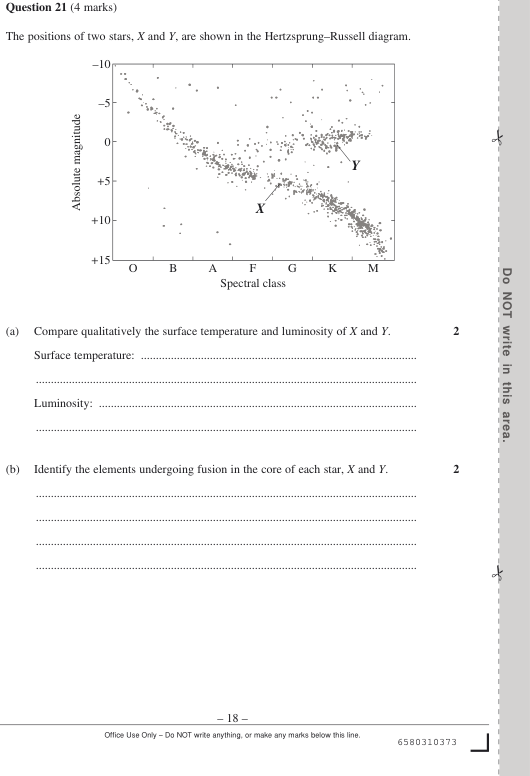 Question 21 (4 marks)
The positions of two stars, X and Y, are shown in the Hertzsprung–Russell diagram.
–10
–5
0
+5
+10
+15
Absolute magnitude
Y
X
O B A F G K M
Spectral class
(a) Compare qualitatively the surface temperature and luminosity of X and Y. 2
Surface temperature: ....................................................................................
....................................................................................
Luminosity: ....................................................................................
....................................................................................
(b) Identify the elements undergoing fusion in the core of each star, X and Y. 2
....................................................................................
....................................................................................
....................................................................................
....................................................................................
– 18 –
Office Use Only – Do NOT write anything, or make any marks below this line.
6580310373
Do NOT write in this area.